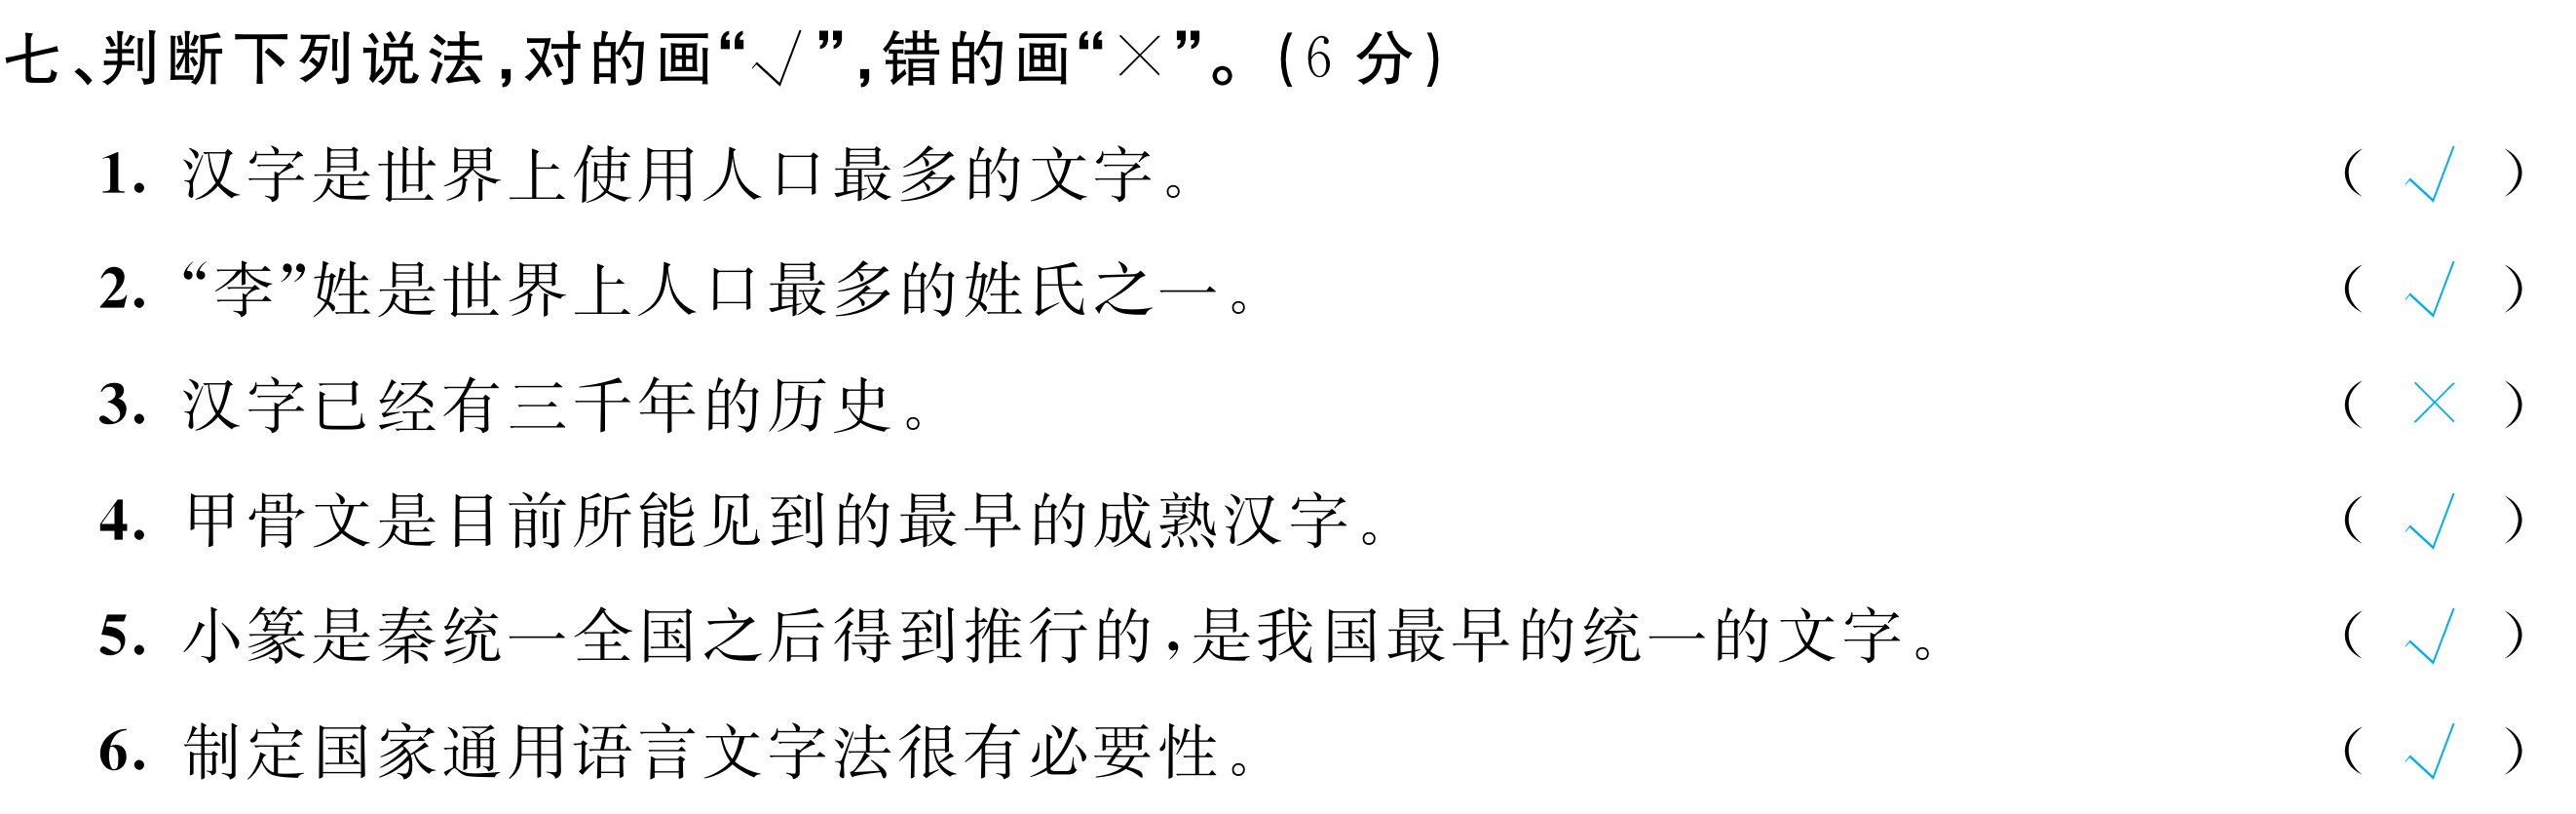 七、判断下列说法,对的画“√”,错的画“×”。(6 分)
1. 汉字是世界上使用人口最多的文字。 ( √ )
2. “李”姓是世界上人口最多的姓氏之一。 ( √ )
3. 汉字已经有三千年的历史。 ( × )
4. 甲骨文是目前所能见到的最早的成熟汉字。 ( √ )
5. 小篆是秦统一全国之后得到推行的,是我国最早的统一的文字。 ( √ )
6. 制定国家通用语言文字法很有必要性。 ( √ )